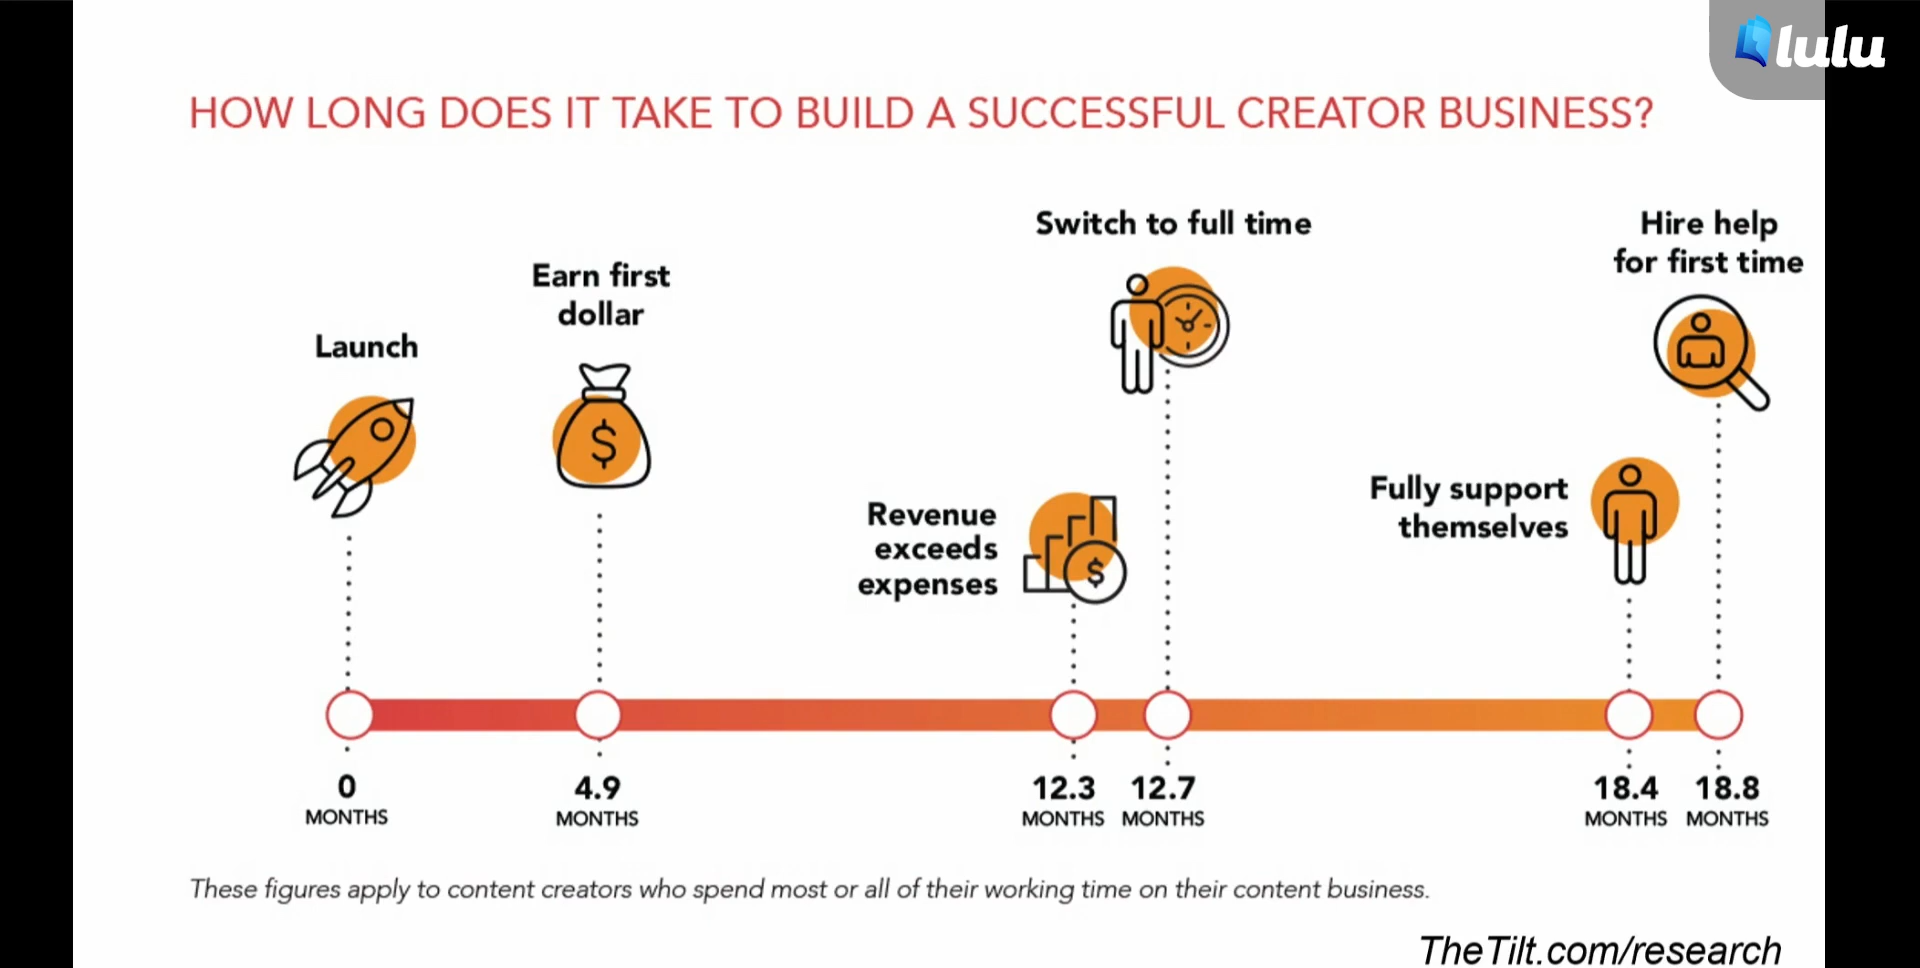 lulu
HOW LONG DOES IT TAKE TO BUILD A SUCCESSFUL CREATOR BUSINESS?
Launch
Earn first
dollar
$
Revenue
exceeds
expenses
$
Switch to full time
Fully support
themselves
Hire help
for first time
0
MONTHS
4.9
MONTHS
12.3
MONTHS
12.7
MONTHS
18.4
MONTHS
18.8
MONTHS
These figures apply to content creators who spend most or all of their working time on their content business.
TheTilt.com/research